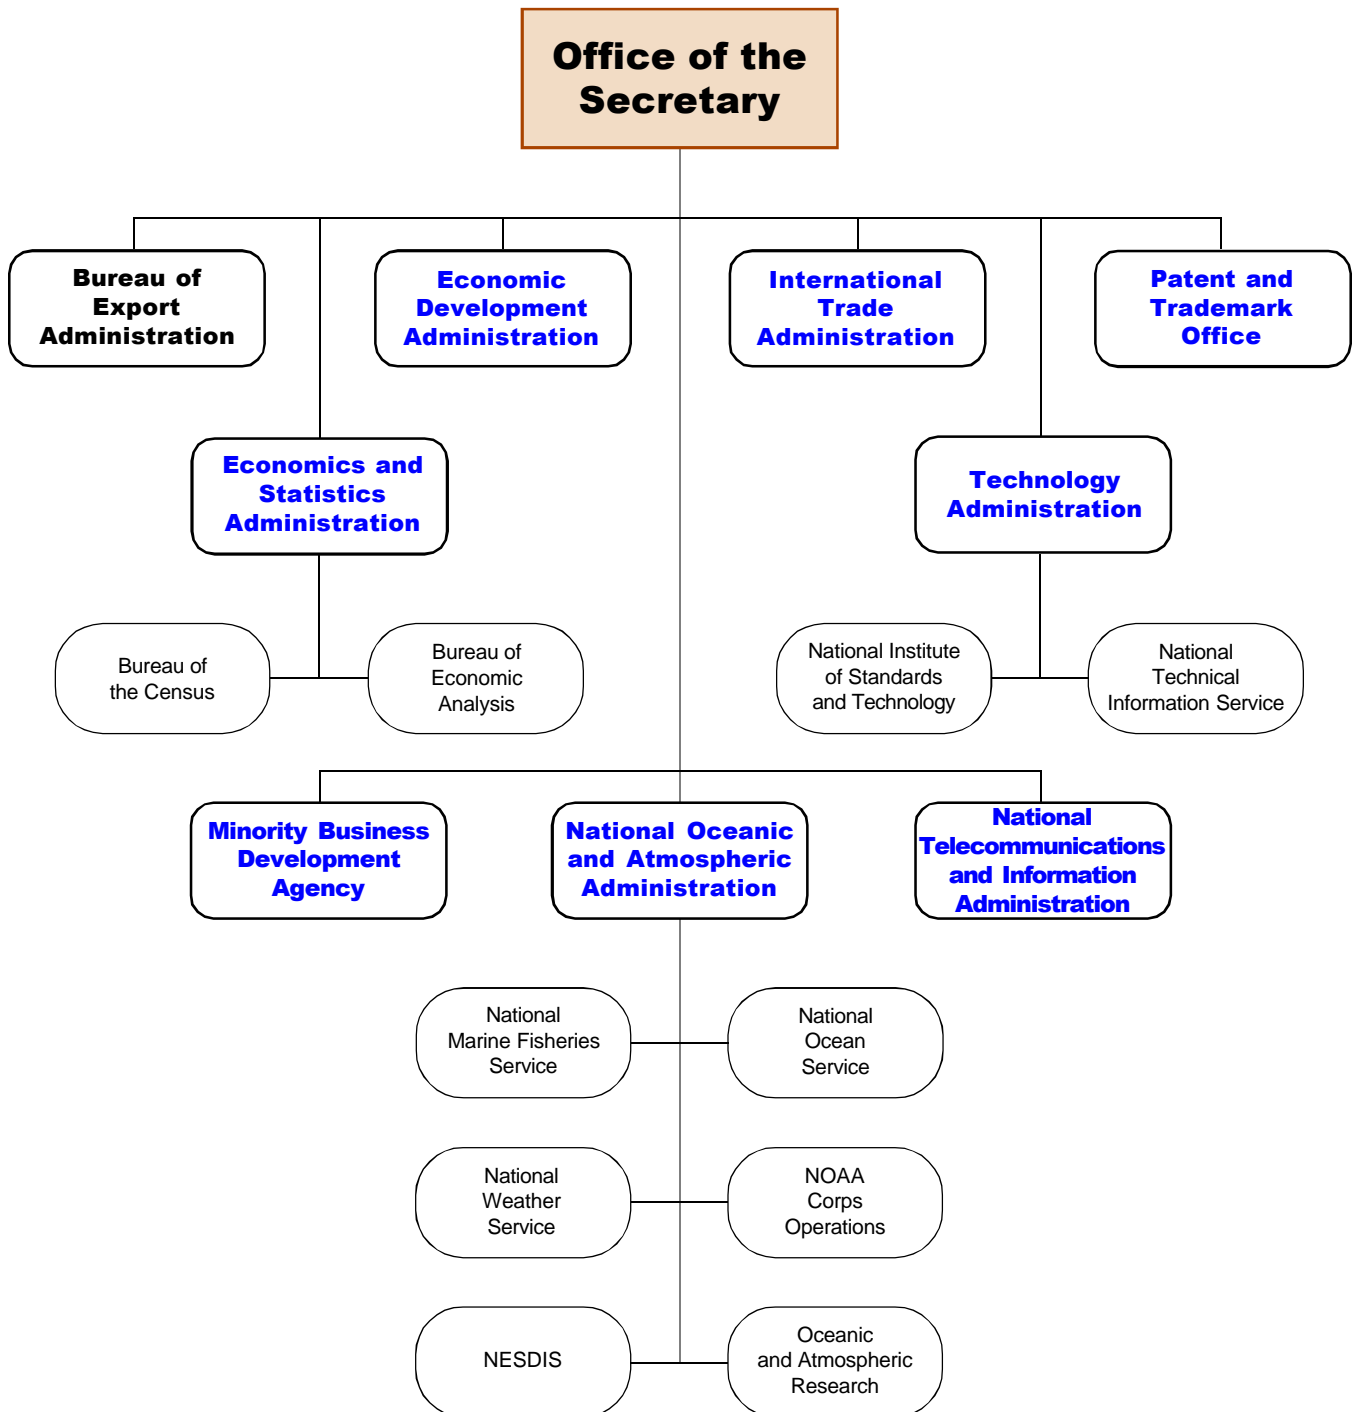 Office of the
Secretary
Bureau of
Export
Administration
Economic
Development
Administration
International
Trade
Administration
Patent and
Trademark
Office
Economics and
Statistics
Administration
Technology
Administration
Bureau of
the Census
Bureau of
Economic
Analysis
National Institute
of Standards
and Technology
National
Technical
Information Service
Minority Business
Development
Agency
National Oceanic
and Atmospheric
Administration
National
Telecommunications
and Information
Administration
National
Marine Fisheries
Service
National
Ocean
Service
National
Weather
Service
NOAA
Corps
Operations
NESDIS
Oceanic
and Atmospheric
Research